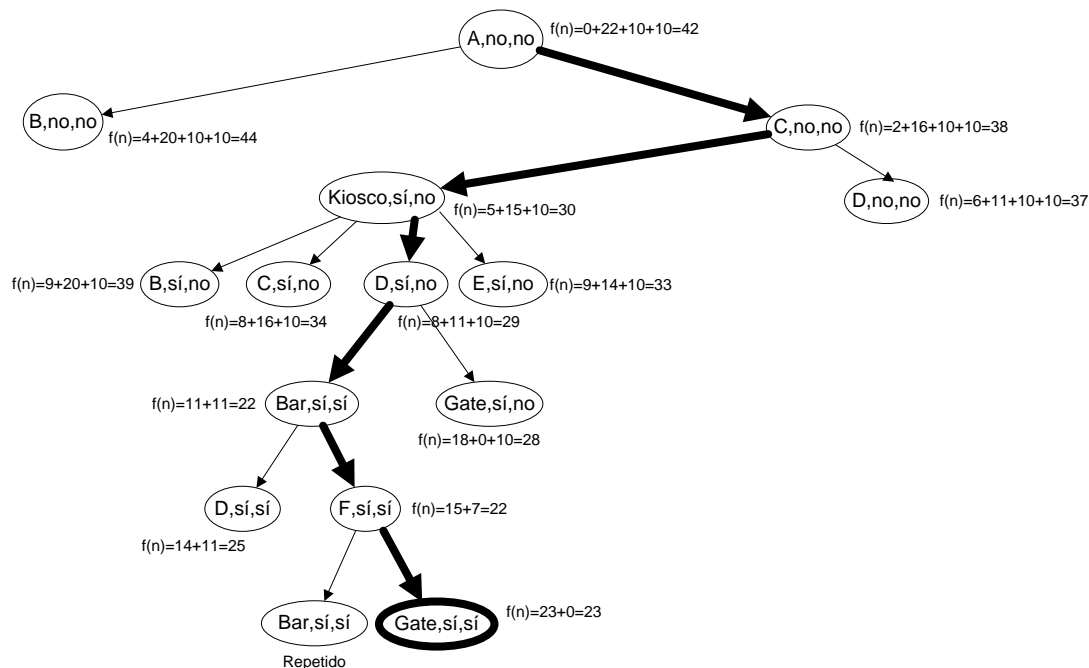 A,no,no
f(n)=0+22+10+10=42
B,no,no
f(n)=4+20+10+10=44
C,no,no
f(n)=2+16+10+10=38
Kiosco,sí,no
f(n)=5+15+10=30
D,no,no
f(n)=6+11+10+10=37
f(n)=9+20+10=39
B,sí,no
C,sí,no
D,sí,no
E,sí,no
f(n)=9+14+10=33
f(n)=8+16+10=34
f(n)=8+11+10=29
f(n)=11+11=22
Bar,sí,sí
Gate,sí,no
f(n)=18+0+10=28
D,sí,sí
F,sí,sí
f(n)=15+7=22
f(n)=14+11=25
Bar,sí,sí
Gate,sí,sí
f(n)=23+0=23
Repetido